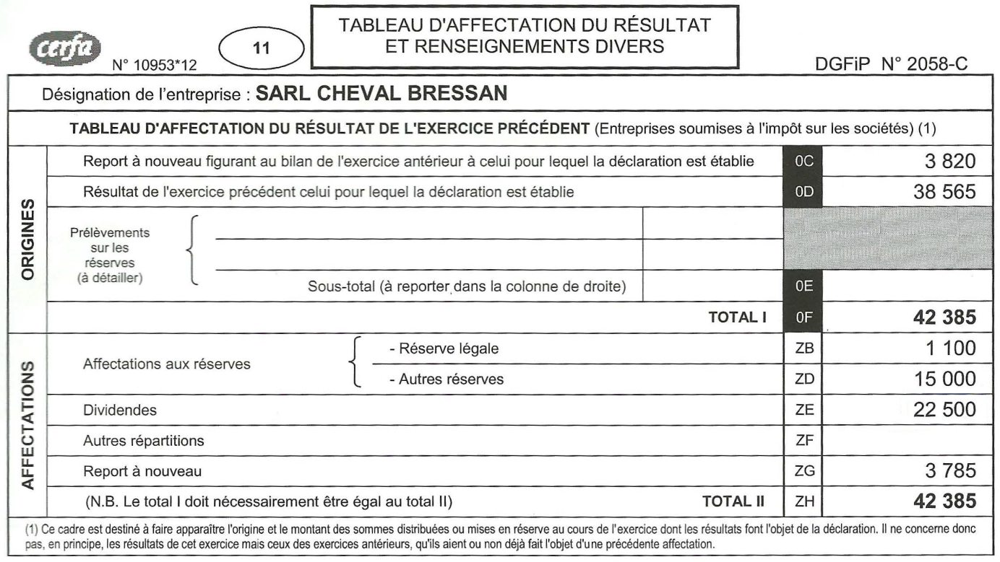 cerfa
N° 10953*12
11
TABLEAU D'AFFECTATION DU RÉSULTAT
ET RENSEIGNEMENTS DIVERS
DGFiP N° 2058-C
Désignation de l'entreprise : SARL CHEVAL BRESSAN
TABLEAU D'AFFECTATION DU RÉSULTAT DE L'EXERCICE PRÉCÉDENT (Entreprises soumises à l'impôt sur les sociétés) (1)
ORIGINES
Report à nouveau figurant au bilan de l'exercice antérieur à celui pour lequel la déclaration est établie 0C 3 820
Résultat de l'exercice précédent celui pour lequel la déclaration est établie 0D 38 565
Prélèvements
sur les
réserves
(à détailler)
Sous-total (à reporter dans la colonne de droite) 0E
TOTAL I 0F 42 385
AFFECTATIONS
Affectations aux réserves
- Réserve légale ZB 1 100
- Autres réserves ZD 15 000
Dividendes ZE 22 500
Autres répartitions ZF
Report à nouveau ZG 3 785
(N.B. Le total I doit nécessairement être égal au total II) TOTAL II ZH 42 385
(1) Ce cadre est destiné à faire apparaître l'origine et le montant des sommes distribuées ou mises en réserve au cours de l'exercice dont les résultats font l'objet de la déclaration. Il ne concerne donc
pas, en principe, les résultats de cet exercice mais ceux des exercices antérieurs, qu'ils aient ou non déjà fait l'objet d'une précédente affectation.